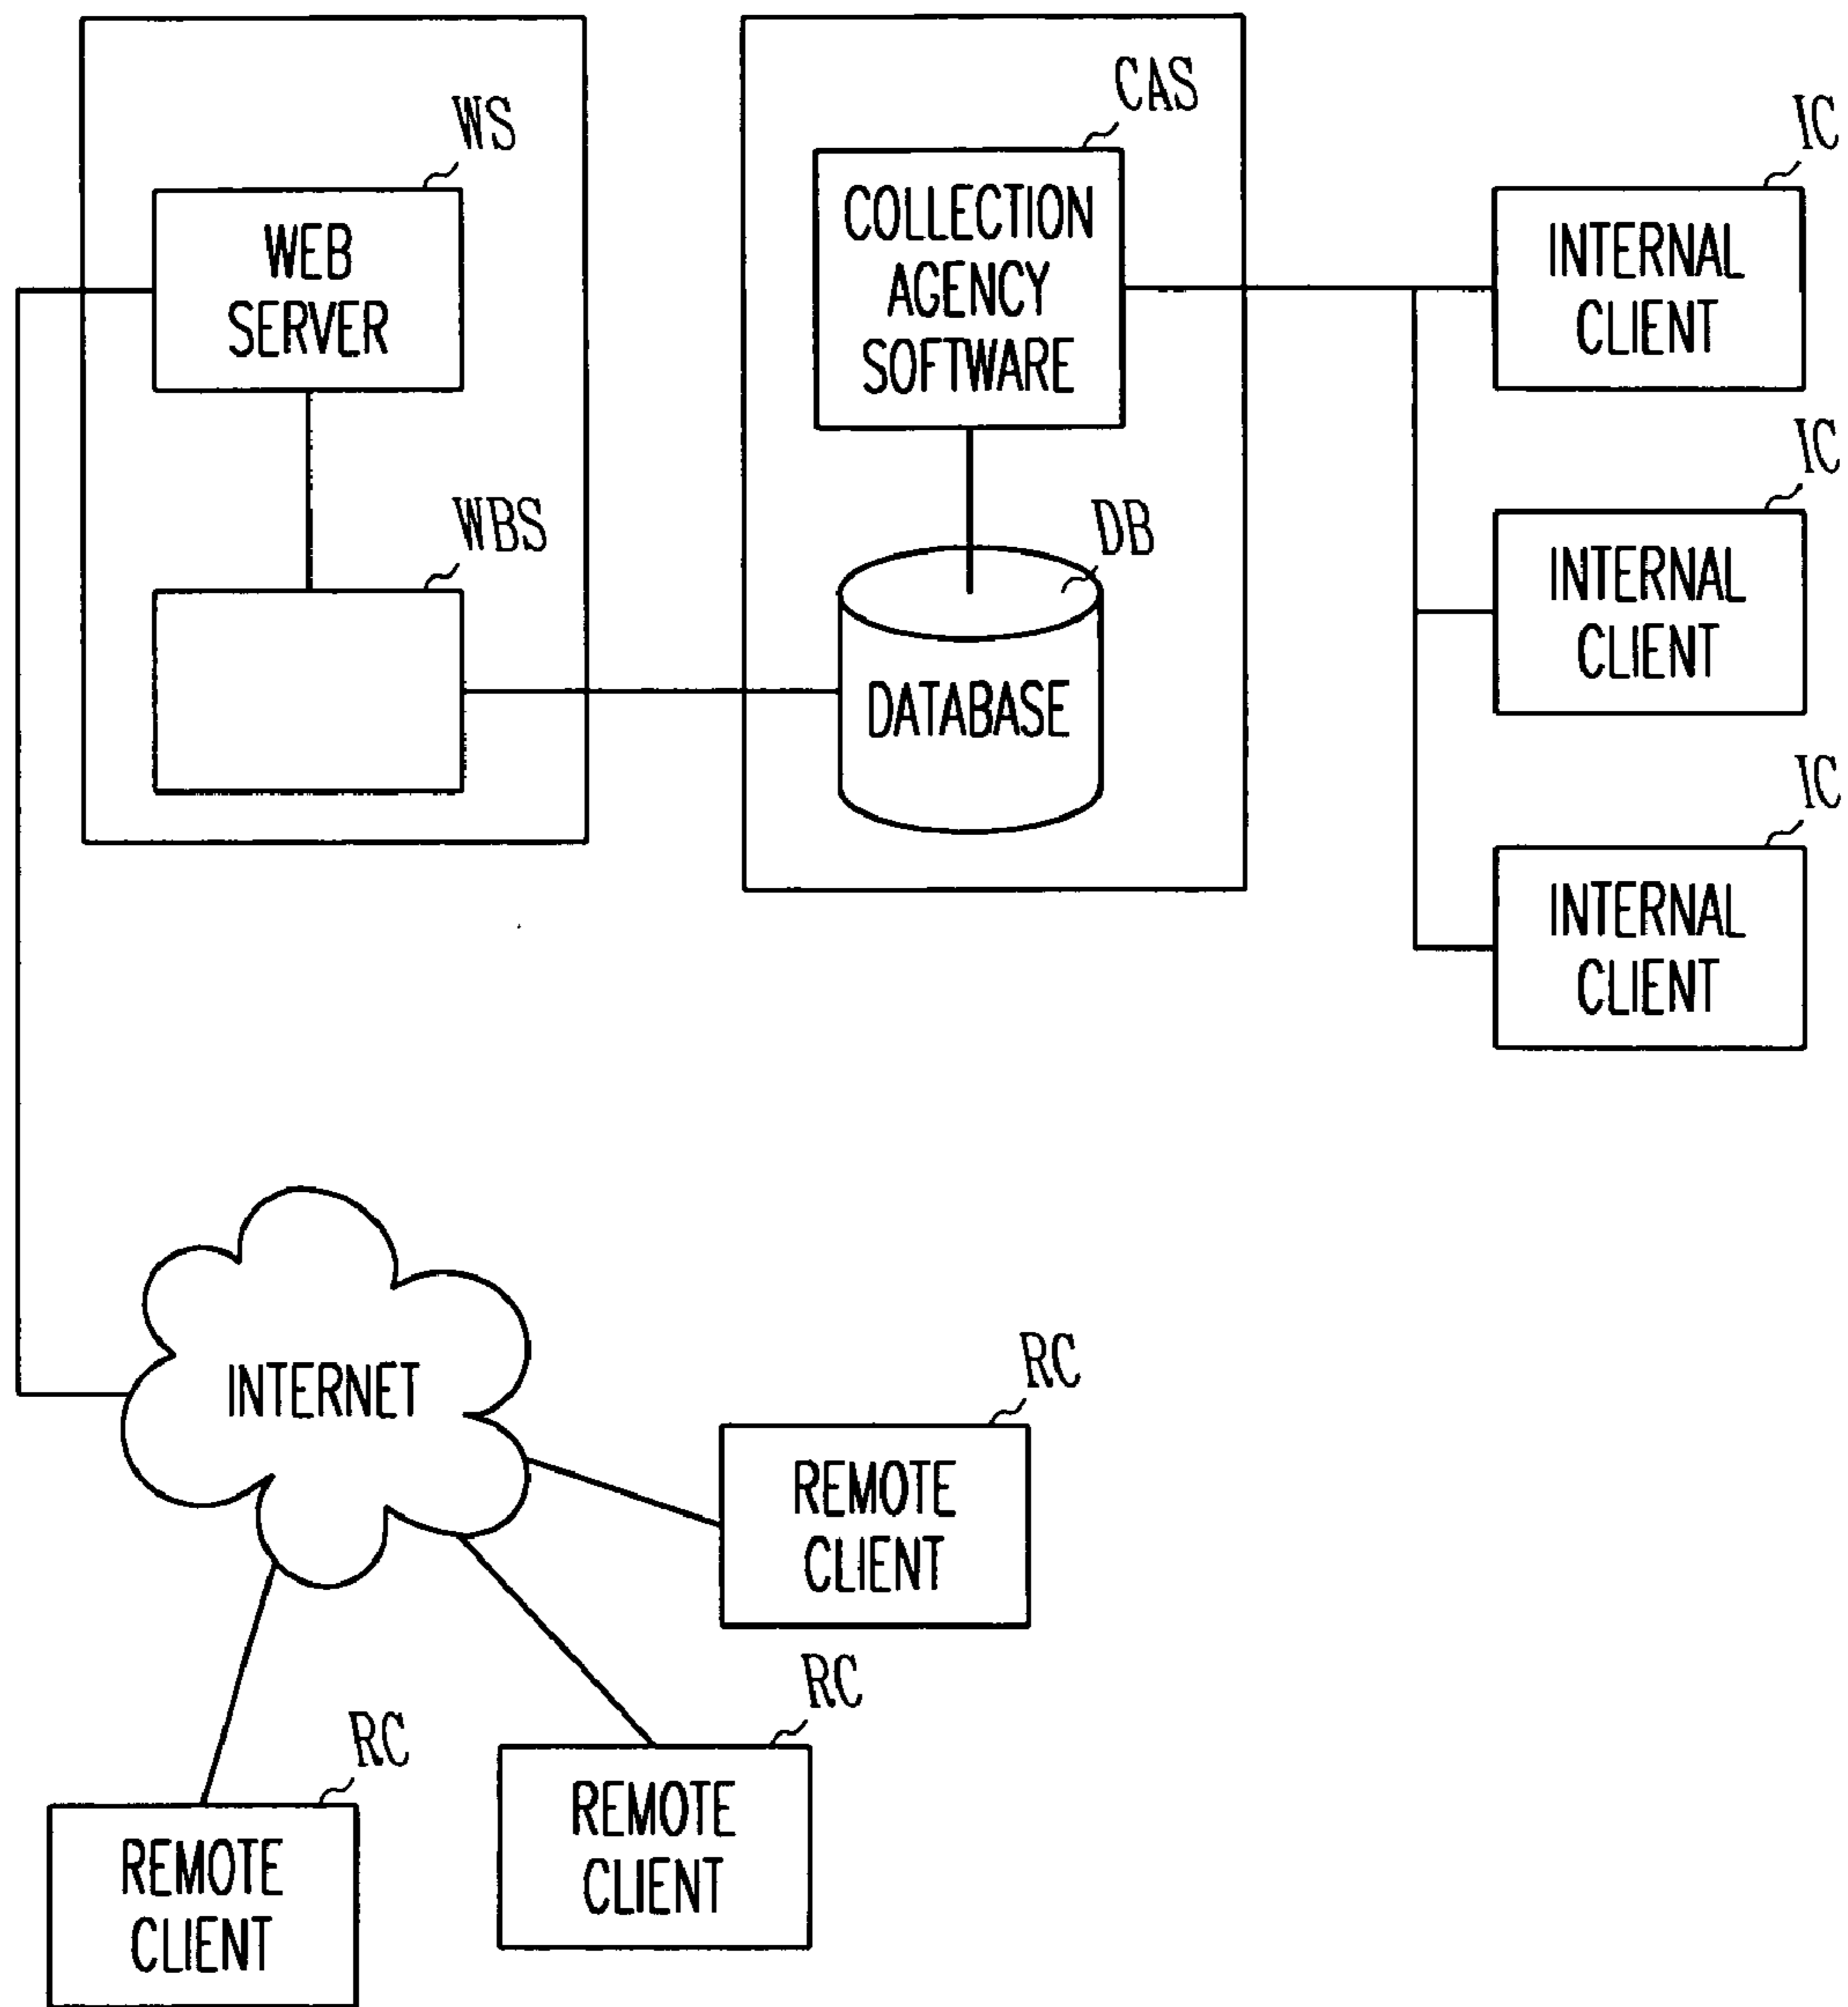 WS
WEB
SERVER
WBS
CAS
COLLECTION
AGENCY
SOFTWARE
DB
DATABASE
IC
INTERNAL
CLIENT
IC
INTERNAL
CLIENT
IC
INTERNAL
CLIENT
INTERNET
RC
REMOTE
CLIENT
RC
REMOTE
CLIENT
RC
REMOTE
CLIENT